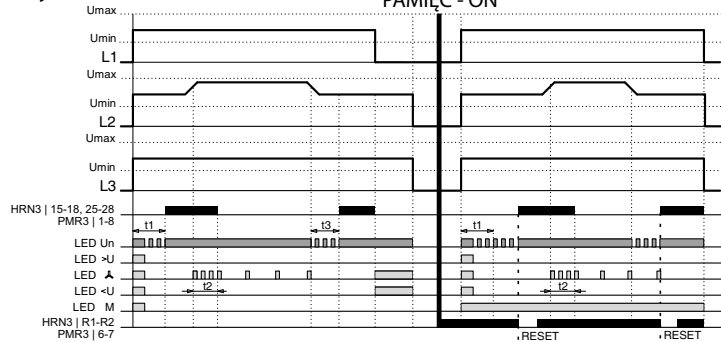 PAMIĘĆ - ON
Umax
Umin
L1
Umax
Umin
L2
Umax
Umin
L3
HRN3 | 15-18, 25-28
PMR3 | 1-8
t1
t3
t1
LED Un
LED >U
LED
LED <U
t2
t2
LED M
HRN3 | R1-R2
PMR3 | 6-7
RESET
RESET